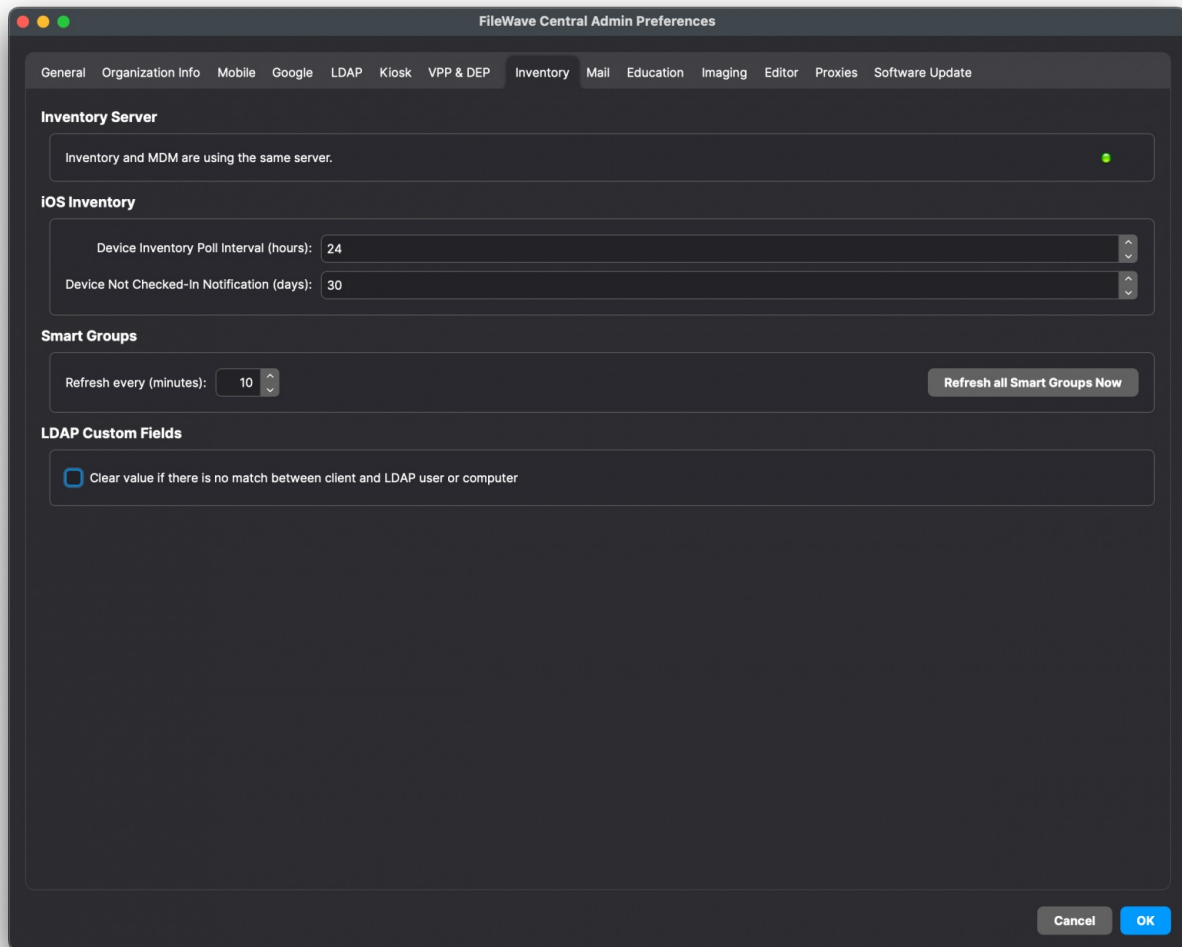 FileWave Central Admin Preferences
General Organization Info Mobile Google LDAP Kiosk VPP & DEP Inventory Mail Education Imaging Editor Proxies Software Update
Inventory Server
Inventory and MDM are using the same server.
iOS Inventory
Device Inventory Poll Interval (hours): 24
Device Not Checked-In Notification (days): 30
Smart Groups
Refresh every (minutes): 10 Refresh all Smart Groups Now
LDAP Custom Fields
Clear value if there is no match between client and LDAP user or computer
Cancel OK